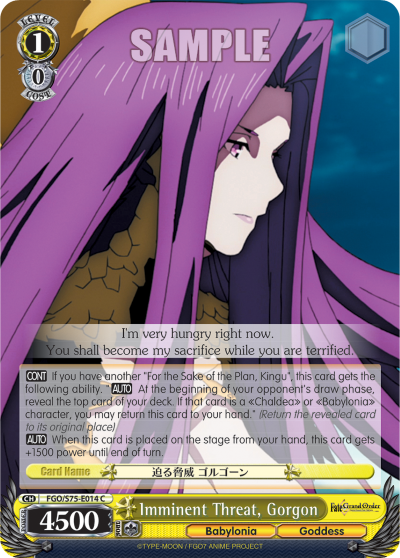 LEVEL
1
0
COST
SAMPLE
I'm very hungry right now.
You shall become my sacrifice while you are terrified.
CONT If you have another "For the Sake of the Plan, Kingu", this card gets the
following ability. " AUTO At the beginning of your opponent's draw phase,
reveal the top card of your deck. If that card is a «Chaldea» or «Babylonia»
character, you may return this card to your hand." (Return the revealed card
to its original place)
AUTO When this card is placed on the stage from your hand, this card gets
+1500 power until end of turn.
Card Name 迫る脅威 ゴルゴーン
CH FGO/S75-E014 C
4500
Imminent Threat, Gorgon
Fate Grand Order
Babylonia
Goddess
©TYPE-MOON / FGO7 ANIME PROJECT